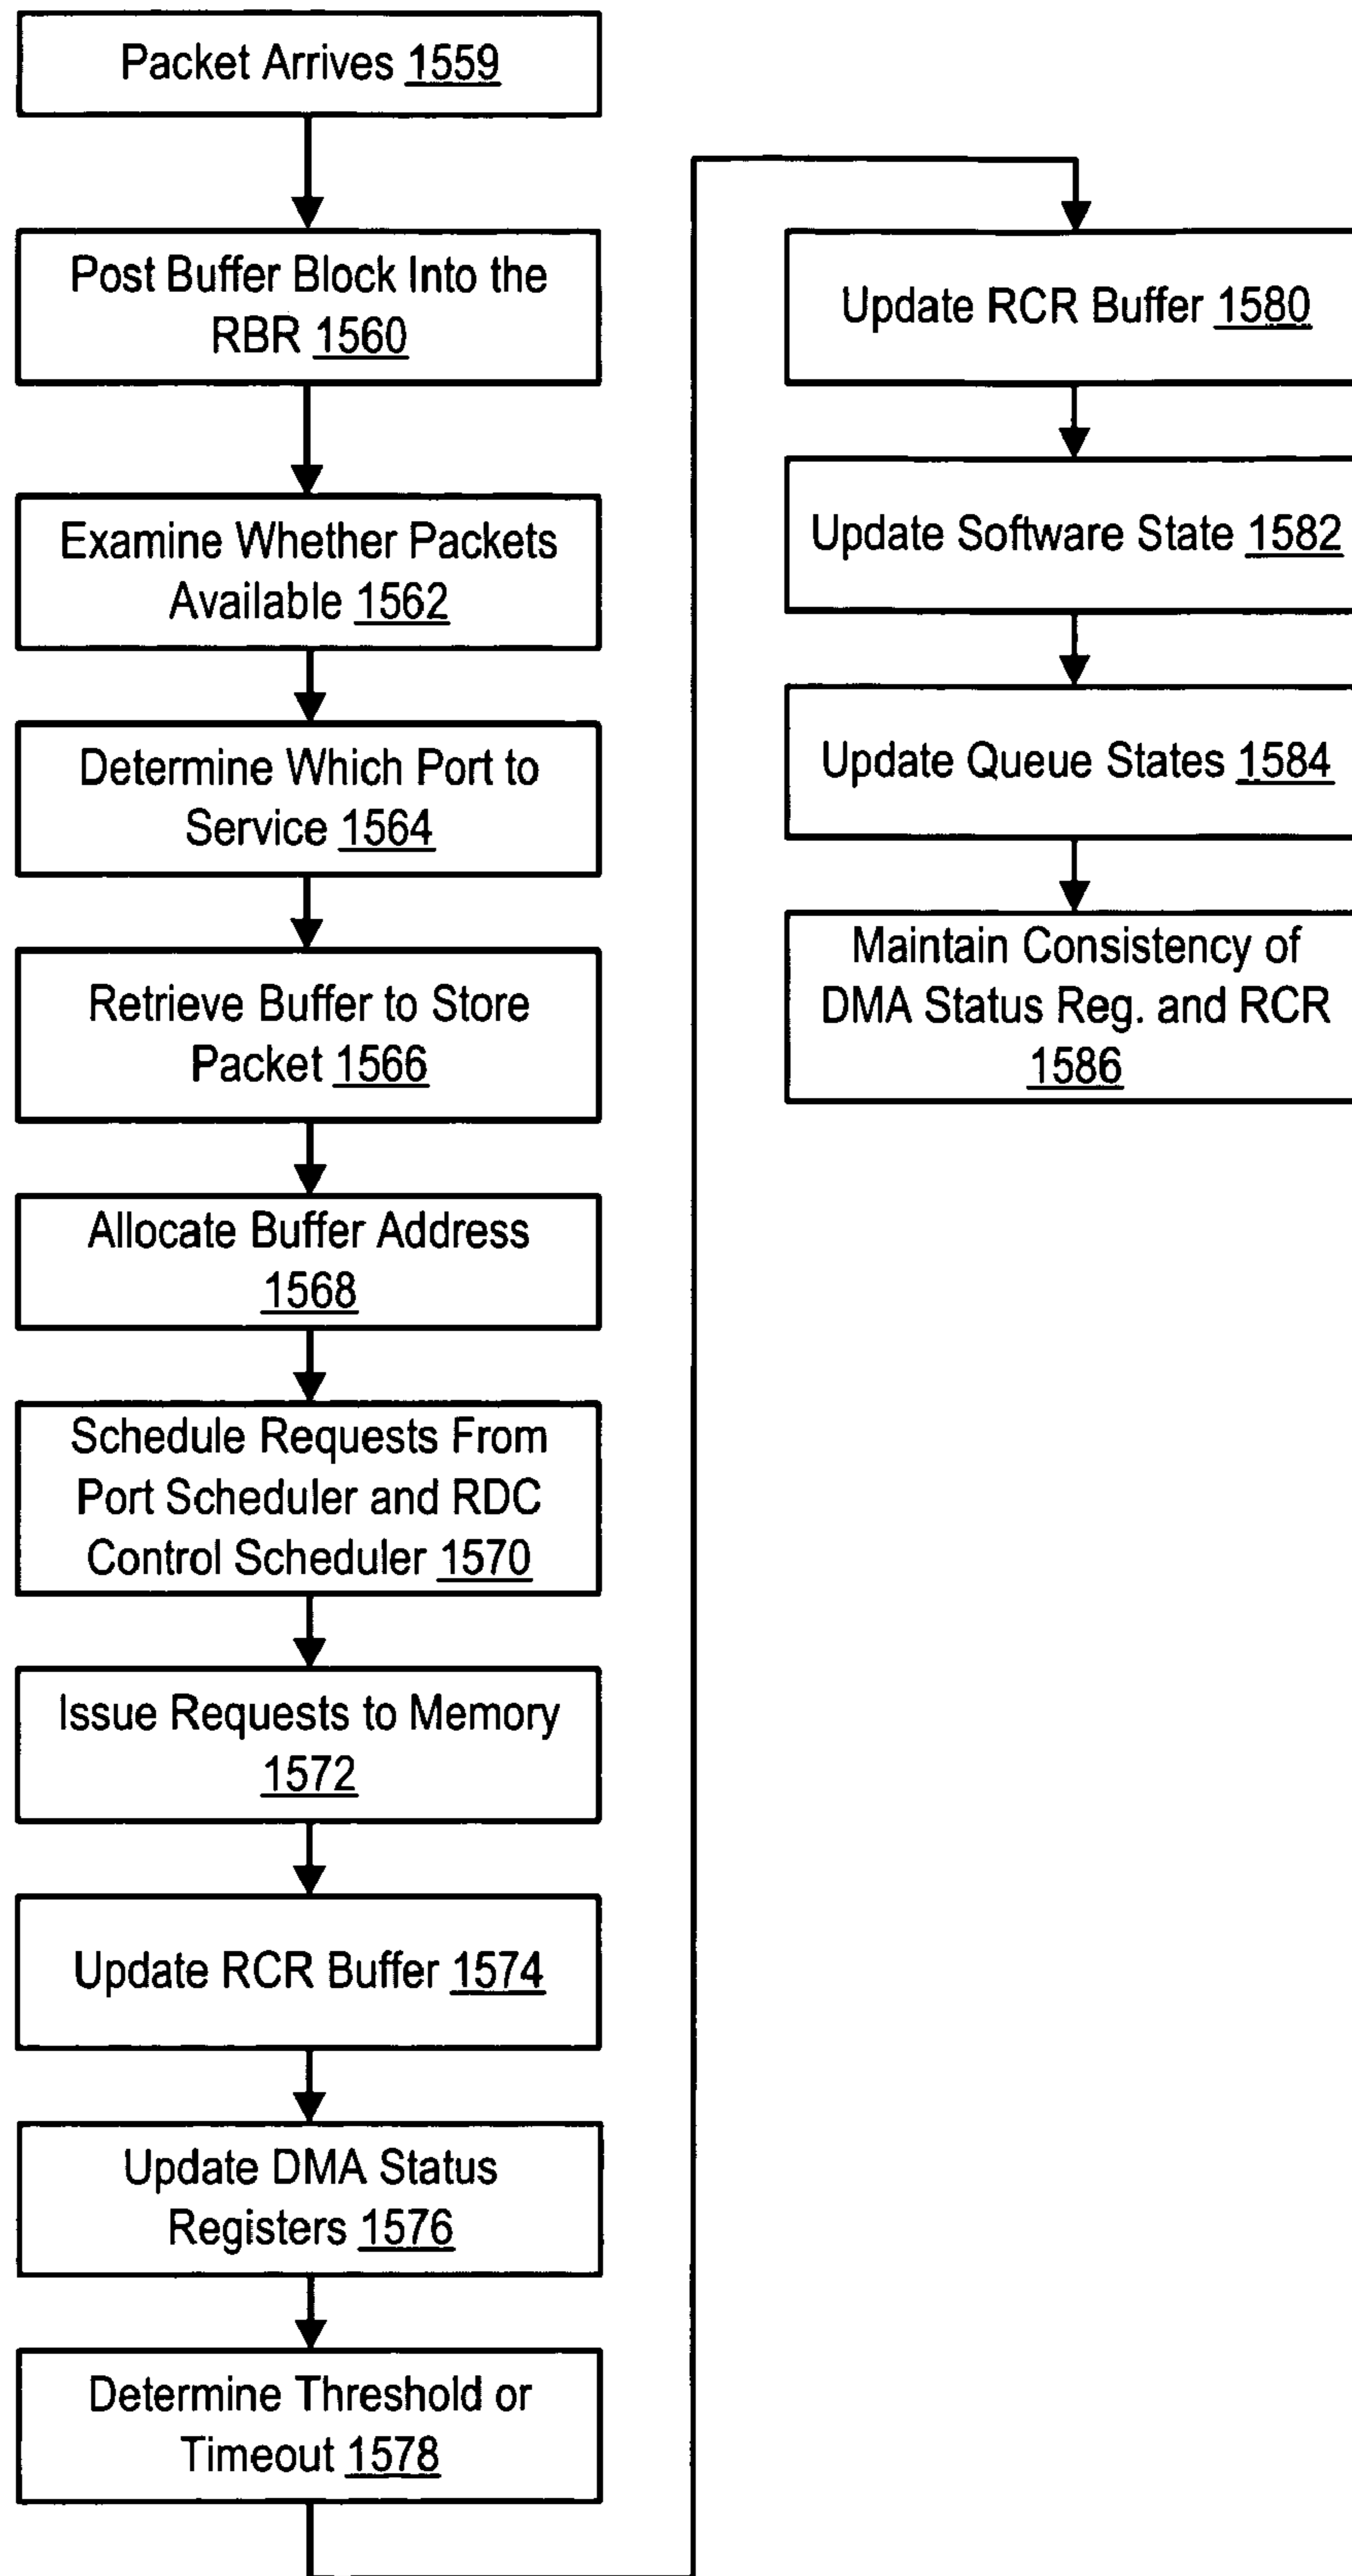 Packet Arrives 1559
Post Buffer Block Into the
RBR 1560
Examine Whether Packets
Available 1562
Determine Which Port to
Service 1564
Retrieve Buffer to Store
Packet 1566
Allocate Buffer Address
1568
Schedule Requests From
Port Scheduler and RDC
Control Scheduler 1570
Issue Requests to Memory
1572
Update RCR Buffer 1574
Update DMA Status
Registers 1576
Determine Threshold or
Timeout 1578
Update RCR Buffer 1580
Update Software State 1582
Update Queue States 1584
Maintain Consistency of
DMA Status Reg. and RCR
1586